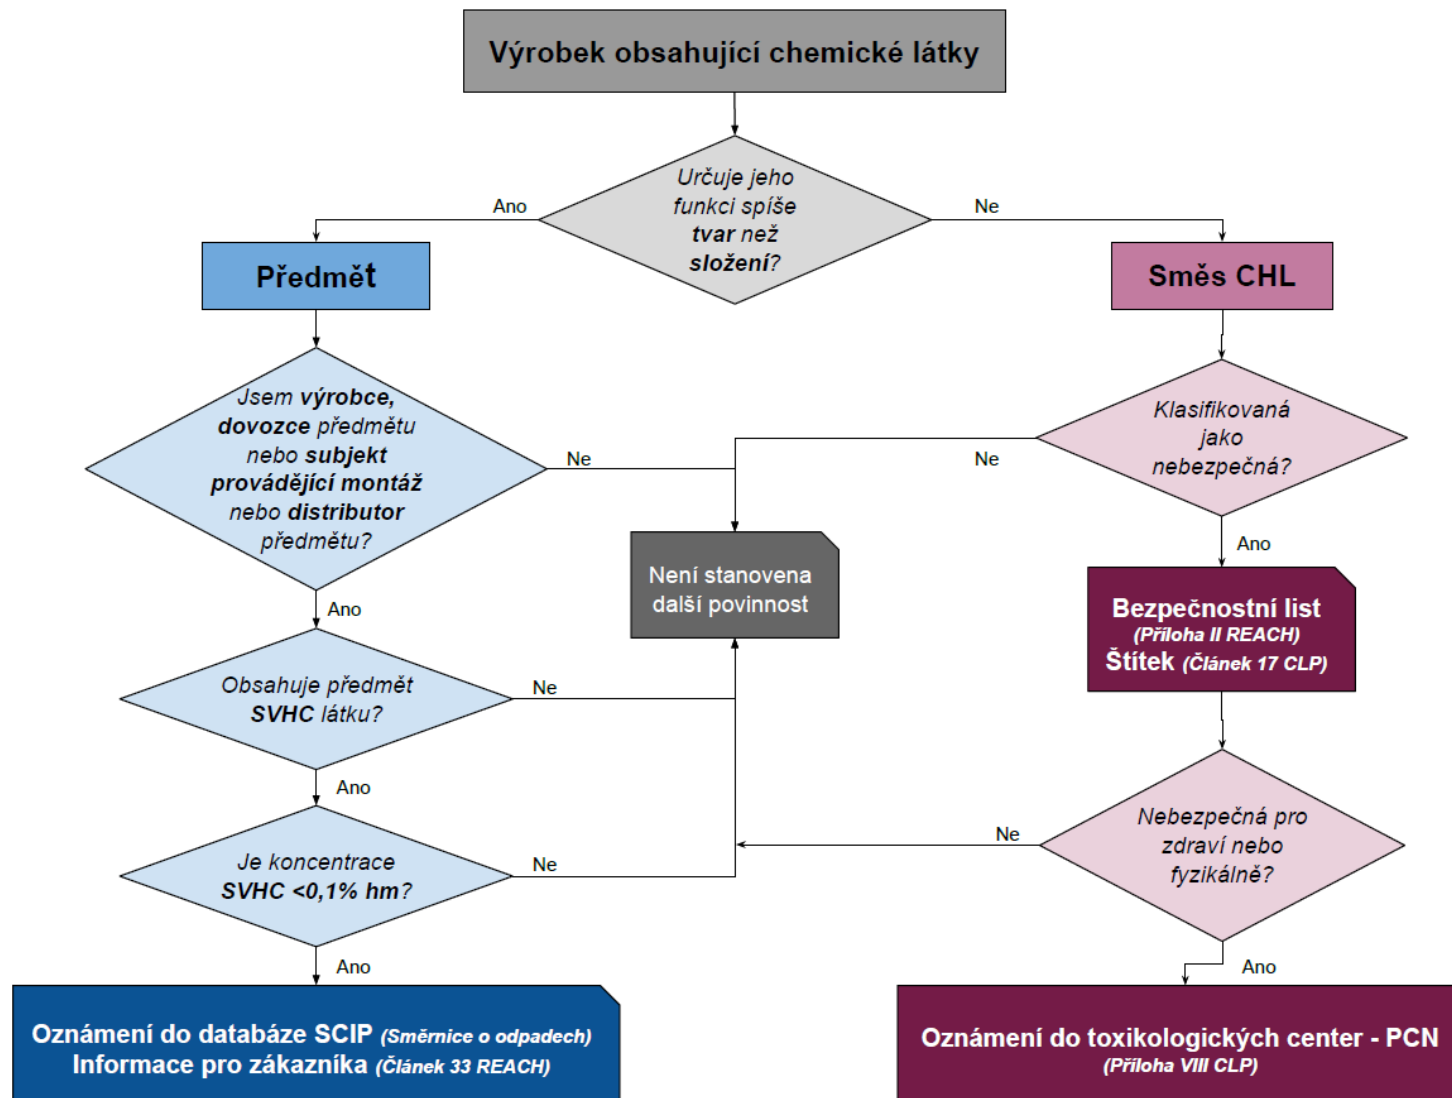 Výrobek obsahující chemické látky
Určuje jeho
funkci spíše
tvar než
složení?
Ano
Ne
Předmět
Směs CHL
Jsem výrobce,
dovozce předmětu
nebo subjekt
provádějící montáž
nebo distributor
předmětu?
Ne
Ano
Klasifikovaná
jako
nebezpečná?
Ne
Ano
Není stanovena
další povinnost
Bezpečnostní list
(Příloha II REACH)
Štítek (Článek 17 CLP)
Obsahuje předmět
SVHC látku?
Ne
Ano
Je koncentrace
SVHC <0,1% hm?
Ne
Ano
Nebezpečná pro
zdraví nebo
fyzikálně?
Ne
Ano
Oznámení do databáze SCIP (Směrnice o odpadech)
Informace pro zákazníka (Článek 33 REACH)
Oznámení do toxikologických center - PCN
(Příloha VIII CLP)